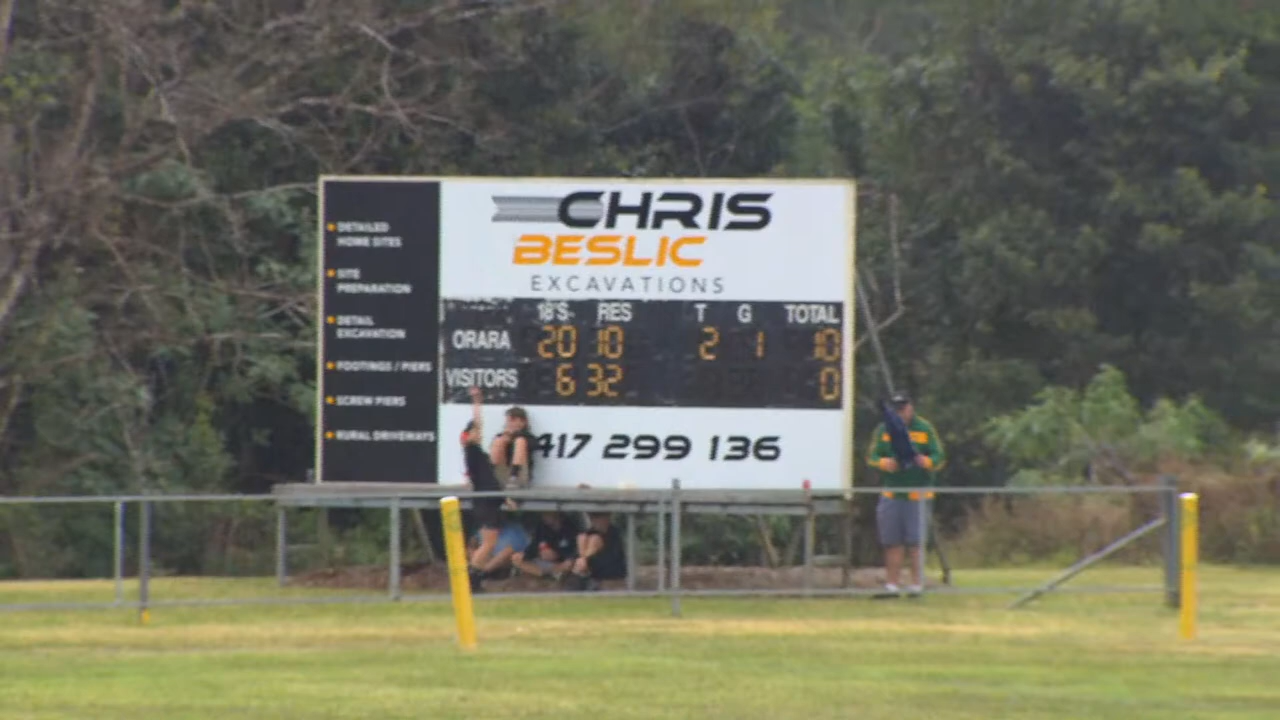 DETAILED
HOME SITES
SITE
PREPARATION
DETAIL
EXCAVATION
FOOTINGS / PIERS
SCREW PIERS
RURAL DRIVEWAYS
CHRIS
BESLIC
EXCAVATIONS
18'S RES T G TOTAL
ORARA 20 10 2 1 10
VISITORS 6 32 0
417 299 136